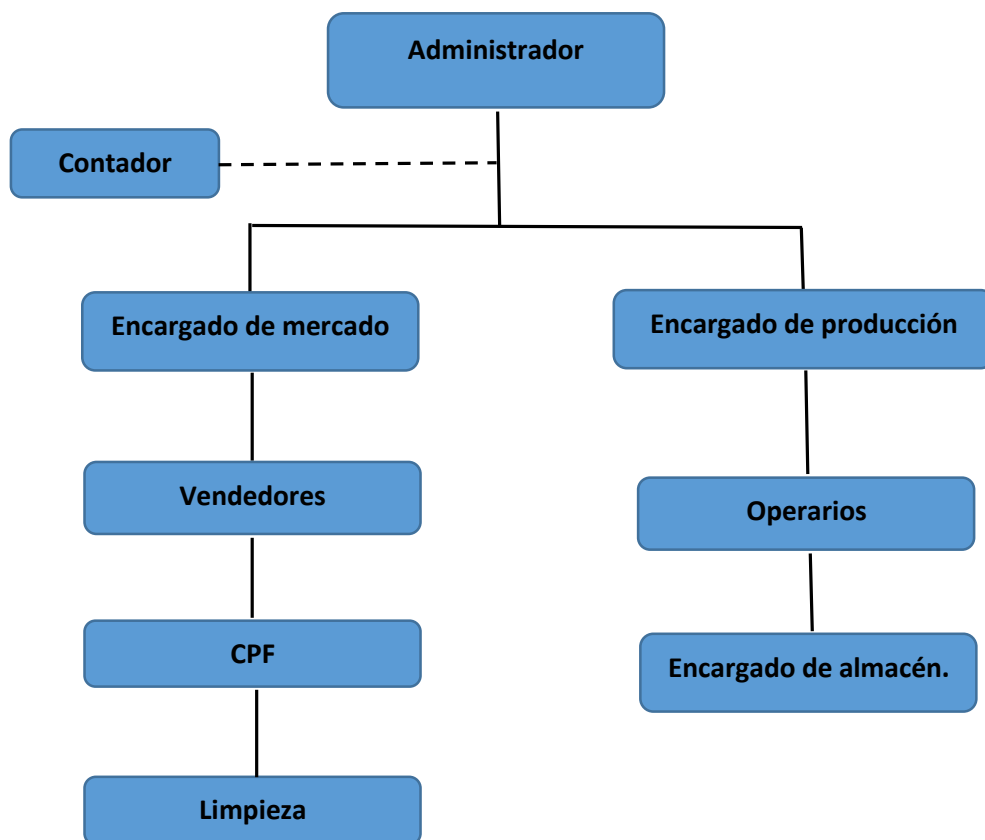 Administrador
Contador
Encargado de mercado
Encargado de producción
Vendedores
Operarios
CPF
Encargado de almacén.
Limpieza